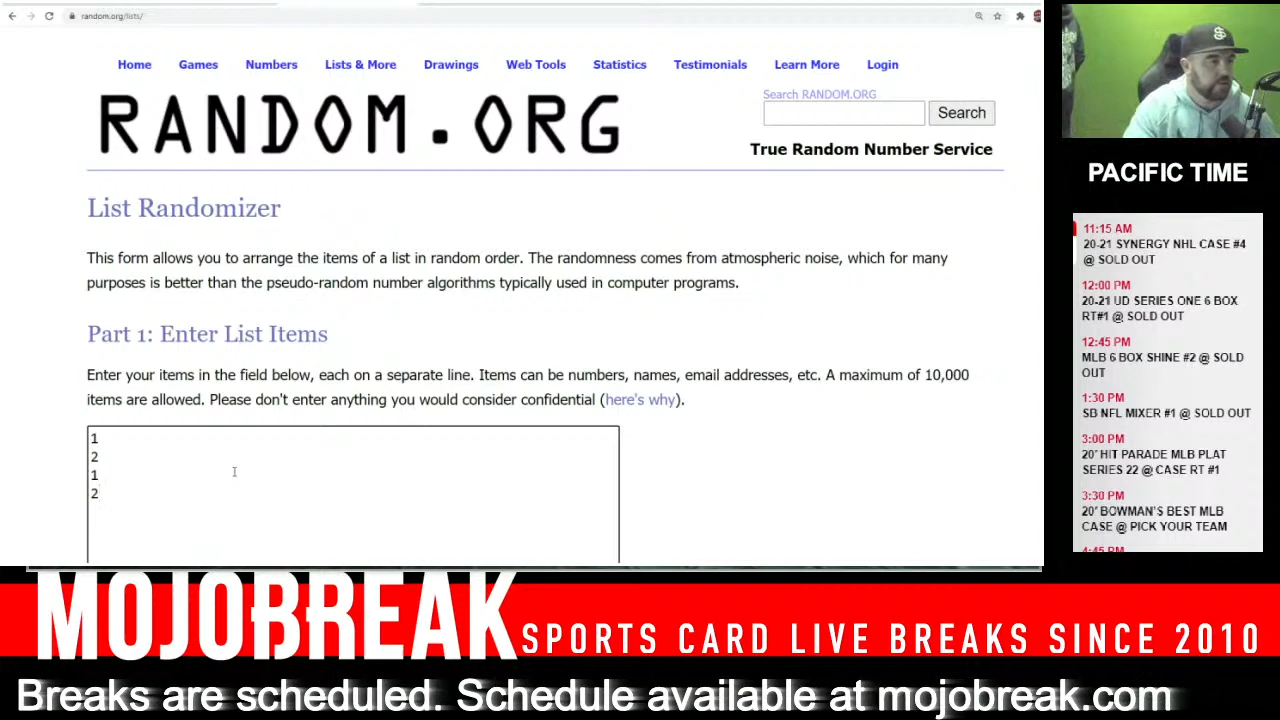 random.org/lists/
Home Games Numbers Lists & More Drawings Web Tools Statistics Testimonials Learn More Login
RANDOM.ORG
Search RANDOM.ORG
Search
True Random Number Service
List Randomizer
This form allows you to arrange the items of a list in random order. The randomness comes from atmospheric noise, which for many
purposes is better than the pseudo-random number algorithms typically used in computer programs.
Part 1: Enter List Items
Enter your items in the field below, each on a separate line. Items can be numbers, names, email addresses, etc. A maximum of 10,000
items are allowed. Please don't enter anything you would consider confidential (here's why).
1
2
1
2
PACIFIC TIME
11:15 AM
20-21 SYNERGY NHL CASE #4
@ SOLD OUT
12:00 PM
20-21 UD SERIES ONE 6 BOX
RT#1 @ SOLD OUT
12:45 PM
MLB 6 BOX SHINE #2 @ SOLD
OUT
1:30 PM
SB NFL MIXER #1 @ SOLD OUT
3:00 PM
20' HIT PARADE MLB PLAT
SERIES 22 @ CASE RT #1
3:30 PM
20' BOWMAN'S BEST MLB
CASE @ PICK YOUR TEAM
4:45 PM
MOJOBREAK
SPORTS CARD LIVE BREAKS SINCE 2010
Breaks are scheduled. Schedule available at mojobreak.com